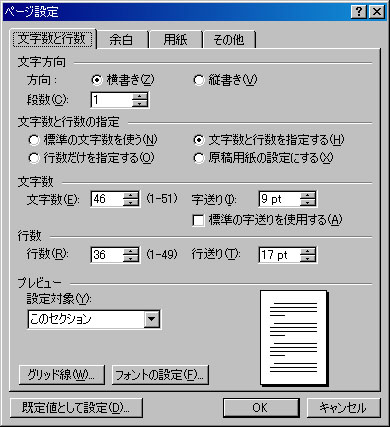 ページ設定
文字数と行数 余白 用紙 その他
文字方向
方向: 横書き(Z) 縦書き(V)
段数(C): 1
文字数と行数の指定
標準の文字数を使う(N) 文字数と行数を指定する(H)
行数だけを指定する(O) 原稿用紙の設定にする(X)
文字数
文字数(E): 46 (1-51) 字送り(I): 9 pt
標準の字送りを使用する(A)
行数
行数(R): 36 (1-49) 行送り(T): 17 pt
プレビュー
設定対象(Y):
このセクション
グリッド線(W)... フォントの設定(F)...
既定値として設定(D)... OK キャンセル